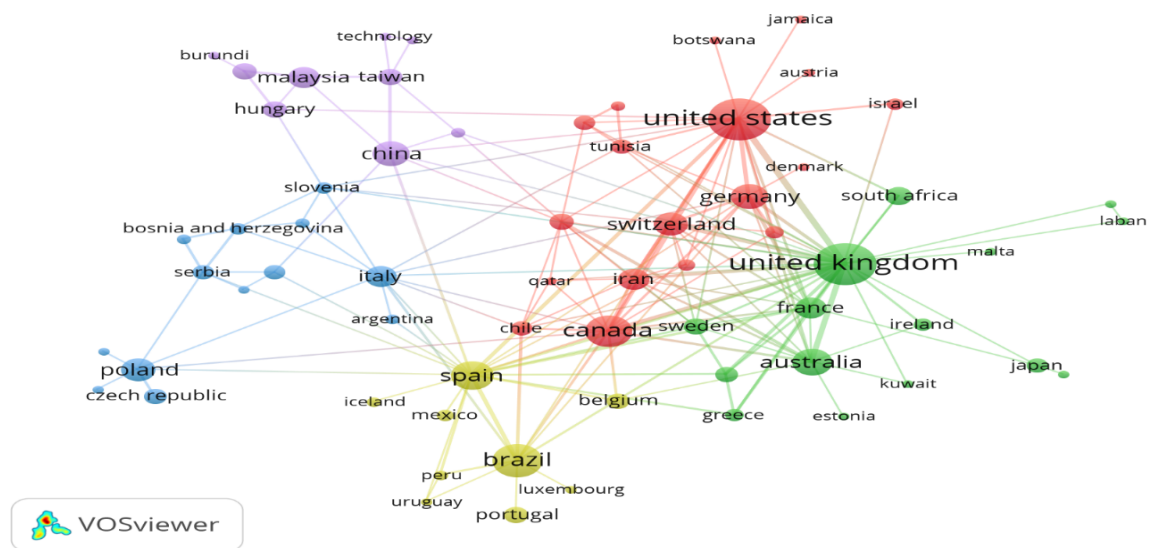 jamaica
technology
botswana
burundi
malaysia
taiwan
austria
hungary
united states
israel
china
tunisia
denmark
slovenia
germany
south africa
bosnia and herzegovina
switzerland
laban
malta
serbia
italy
qatar
iran
united kingdom
argentina
chile
canada
sweden
france
ireland
poland
spain
australia
japan
kuwait
czech republic
iceland
mexico
belgium
greece
estonia
brazil
peru
luxembourg
uruguay
portugal
VOSviewer